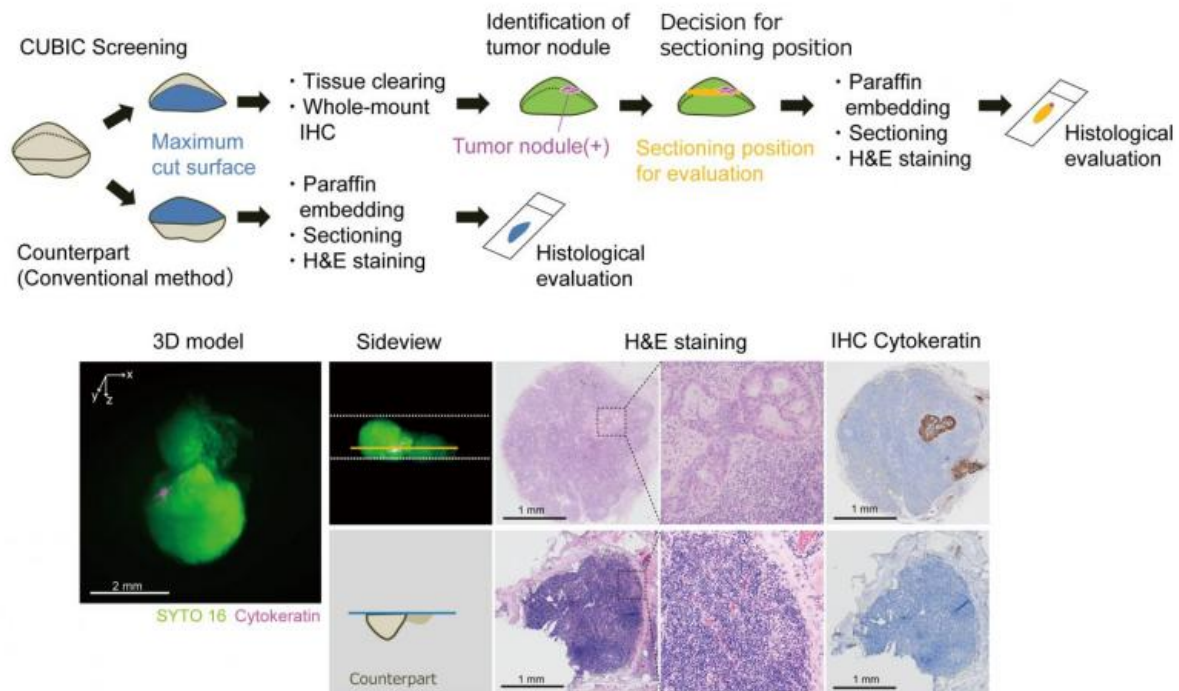 CUBIC Screening
Maximum
cut surface
・Tissue clearing
・Whole-mount
IHC
Identification of
tumor nodule
Tumor nodule(+)
Decision for
sectioning position
Sectioning position
for evaluation
・Paraffin
embedding
・Sectioning
・H&E staining
Histological
evaluation
Counterpart
(Conventional method)
・Paraffin
embedding
・Sectioning
・H&E staining
Histological
evaluation
3D model
Sideview
H&E staining
IHC Cytokeratin
x
y
z
2 mm
SYTO 16 Cytokeratin
1 mm
1 mm
Counterpart
1 mm
1 mm